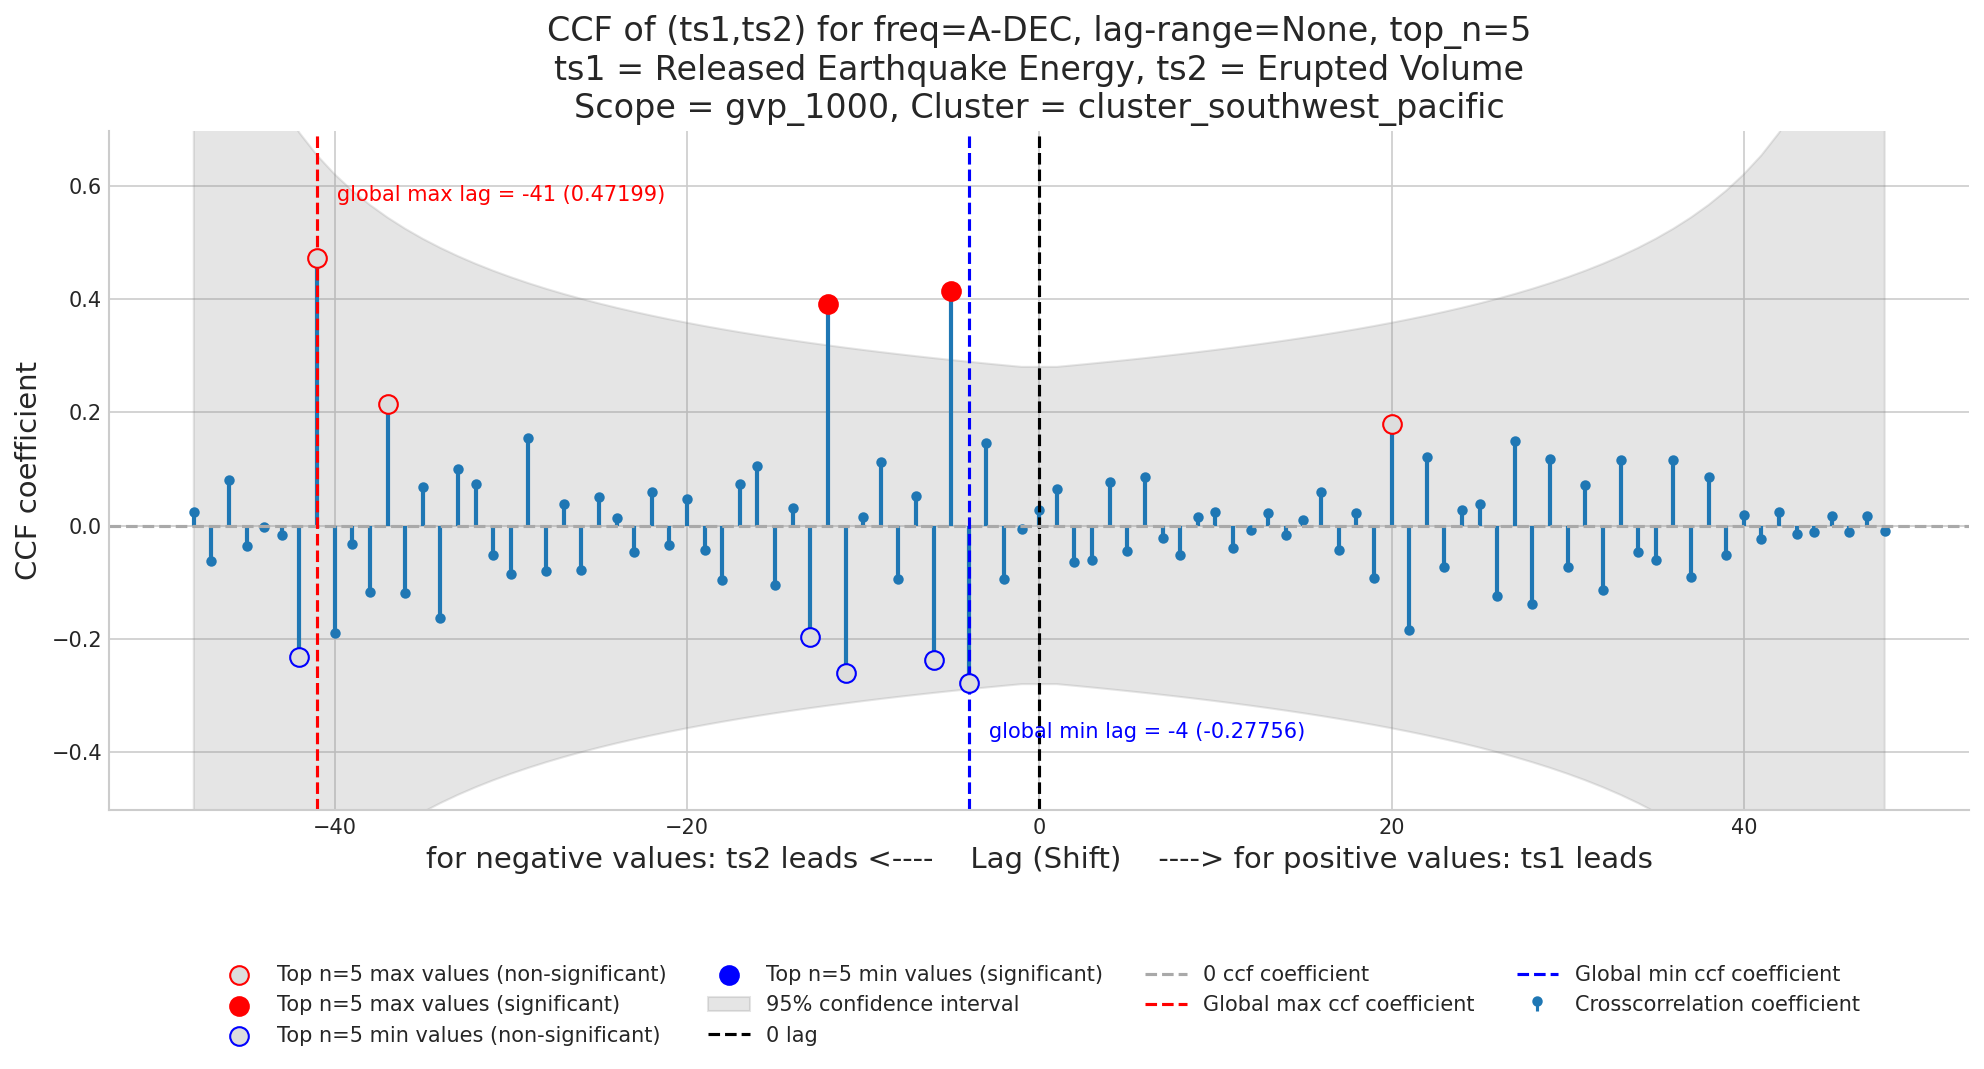 CCF of (ts1,ts2) for freq=A-DEC, lag-range=None, top_n=5
ts1 = Released Earthquake Energy, ts2 = Erupted Volume
Scope = gvp_1000, Cluster = cluster_southwest_pacific
CCF coefficient
0.6
0.4
0.2
0.0
−0.2
−0.4
global max lag = -41 (0.47199)
global min lag = -4 (-0.27756)
−40
−20
0
20
40
for negative values: ts2 leads <---- Lag (Shift) ----> for positive values: ts1 leads
Top n=5 max values (non-significant)
Top n=5 max values (significant)
Top n=5 min values (non-significant)
Top n=5 min values (significant)
95% confidence interval
0 lag
0 ccf coefficient
Global max ccf coefficient
Global min ccf coefficient
Crosscorrelation coefficient